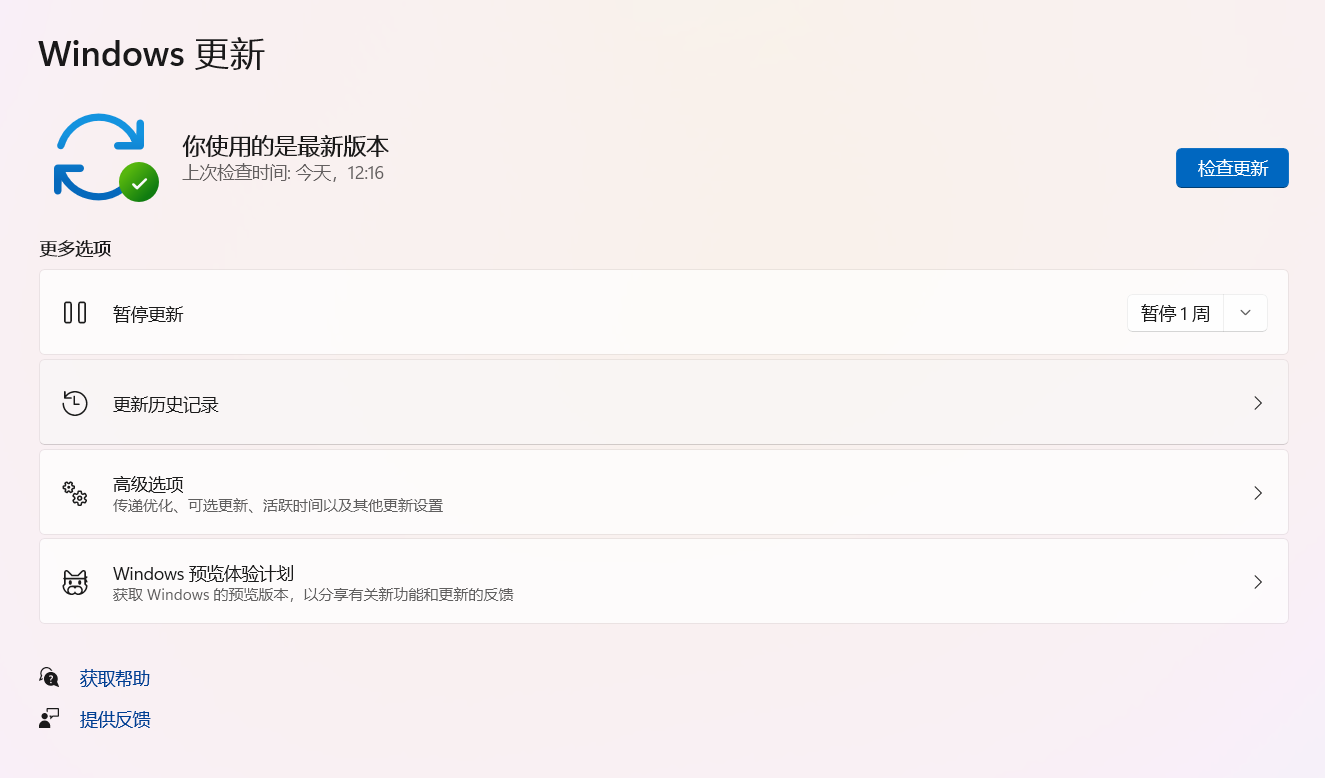 Windows 更新
你使用的是最新版本
上次检查时间: 今天，12:16
检查更新
更多选项
暂停更新
暂停 1 周
更新历史记录
高级选项
传递优化、可选更新、活跃时间以及其他更新设置
Windows 预览体验计划
获取 Windows 的预览版本，以分享有关新功能和更新的反馈
获取帮助
提供反馈